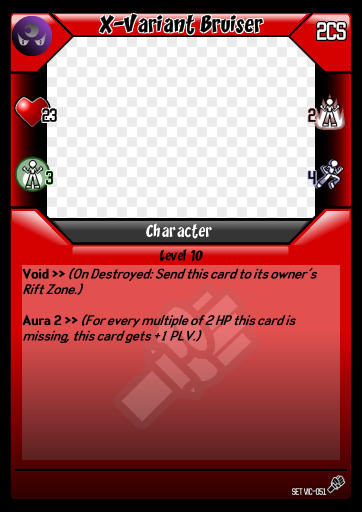 X-Variant Bruiser
2CS
23
2
3
4
Character
Level 10
Void >> (On Destroyed: Send this card to its owner's
Rift Zone.)
Aura 2 >> (For every multiple of 2 HP this card is
missing, this card gets +1 PLV.)
SET VIC-051